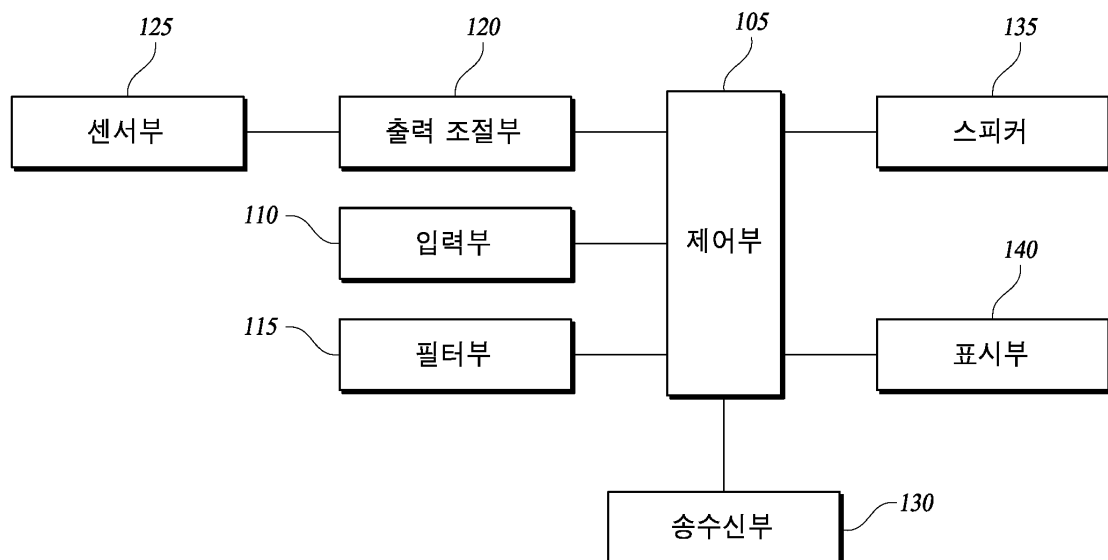 125
120
105
135
센서부
출력 조절부
스피커
110
입력부
제어부
140
115
필터부
표시부
송수신부
130